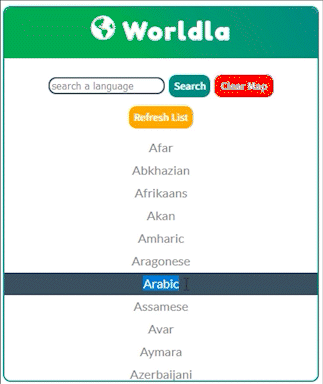 Worldla
search a language Search Clear Map
Refresh List
Afar
Abkhazian
Afrikaans
Akan
Amharic
Aragonese
Arabic
Assamese
Avar
Aymara
Azerbaijani